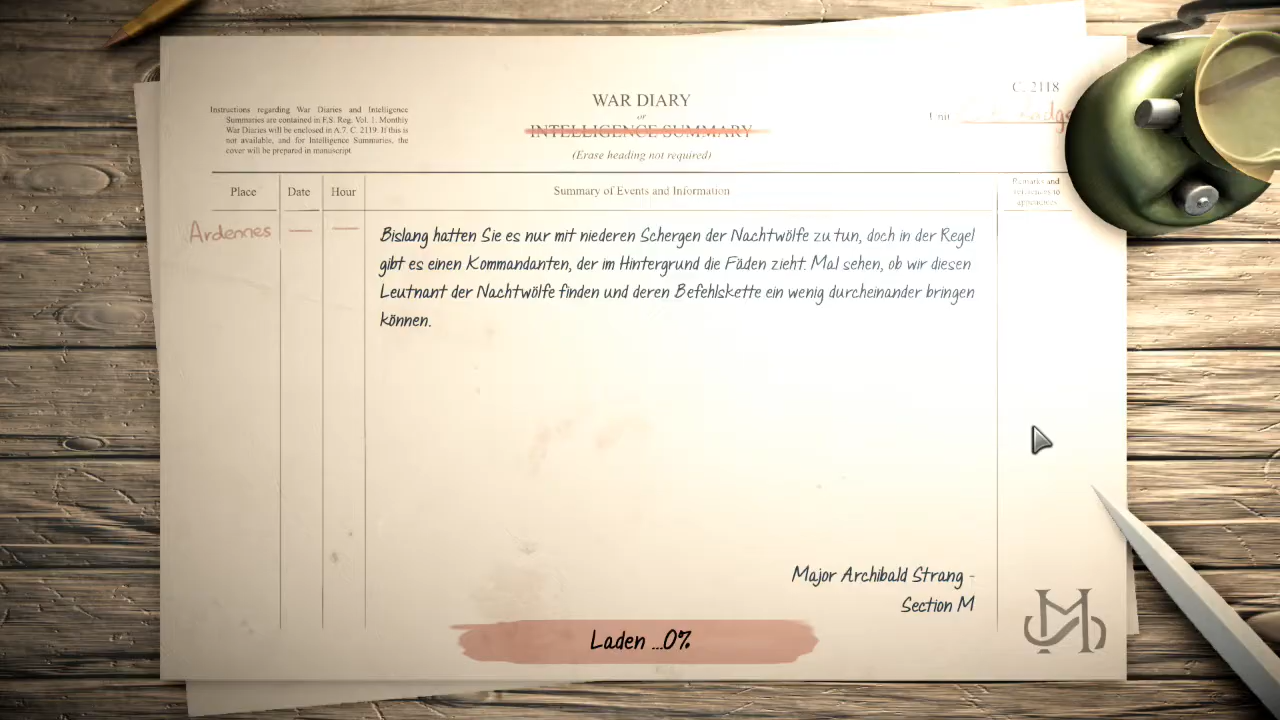 Instructions regarding War Diaries and Intelligence
Summaries are contained in F.S. Reg. Vol. 1. Monthly
War Diaries will be enclosed in A.7. C. 2119. If this is
not available, and for Intelligence Summaries, the
cover will be prepared in manuscript.
WAR DIARY
or
INTELLIGENCE SUMMARY
(Erase heading not required)
C. 2118
Unit
Place
Date
Hour
Summary of Events and Information
Remarks and
references to
appendices
Ardennes
Bislang hatten Sie es nur mit niederen Schergen der Nachtwölfe zu tun, doch in der Regel
gibt es einen Kommandanten, der im Hintergrund die Fäden zieht. Mal sehen, ob wir diesen
Leutnant der Nachtwölfe finden und deren Befehlskette ein wenig durcheinander bringen
können.
Major Archibald Strang -
Section M
Laden ...0%